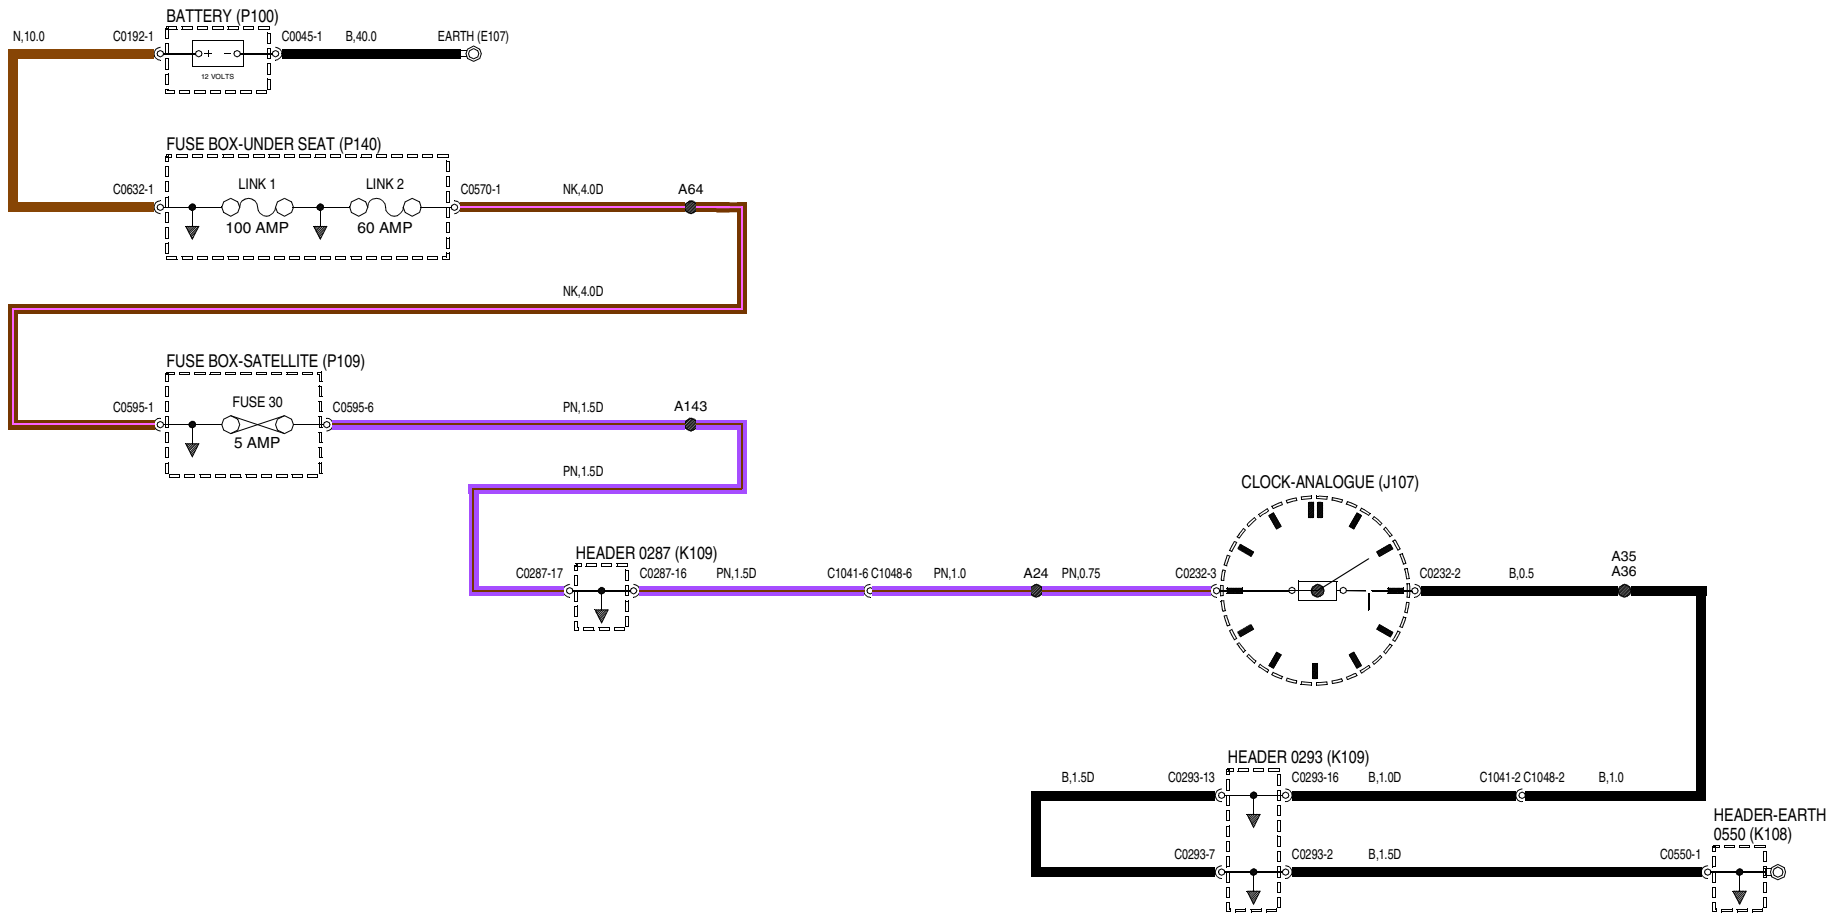 BATTERY (P100)
N,10.0
C0192-1
C0045-1
B,40.0
EARTH (E107)
+ −
12 VOLTS
FUSE BOX-UNDER SEAT (P140)
C0632-1
LINK 1
LINK 2
C0570-1
NK,4.0D
A64
100 AMP
60 AMP
NK,4.0D
FUSE BOX-SATELLITE (P109)
C0595-1
FUSE 30
C0595-6
PN,1.5D
A143
5 AMP
PN,1.5D
CLOCK-ANALOGUE (J107)
HEADER 0287 (K109)
C0287-17
C0287-16
PN,1.5D
C1041-6 C1048-6
PN,1.0
A24
PN,0.75
C0232-3
C0232-2
B,0.5
A35
A36
HEADER 0293 (K109)
B,1.5D
C0293-13
C0293-16
B,1.0D
C1041-2 C1048-2
B,1.0
HEADER-EARTH
0550 (K108)
C0293-7
C0293-2
B,1.5D
C0550-1